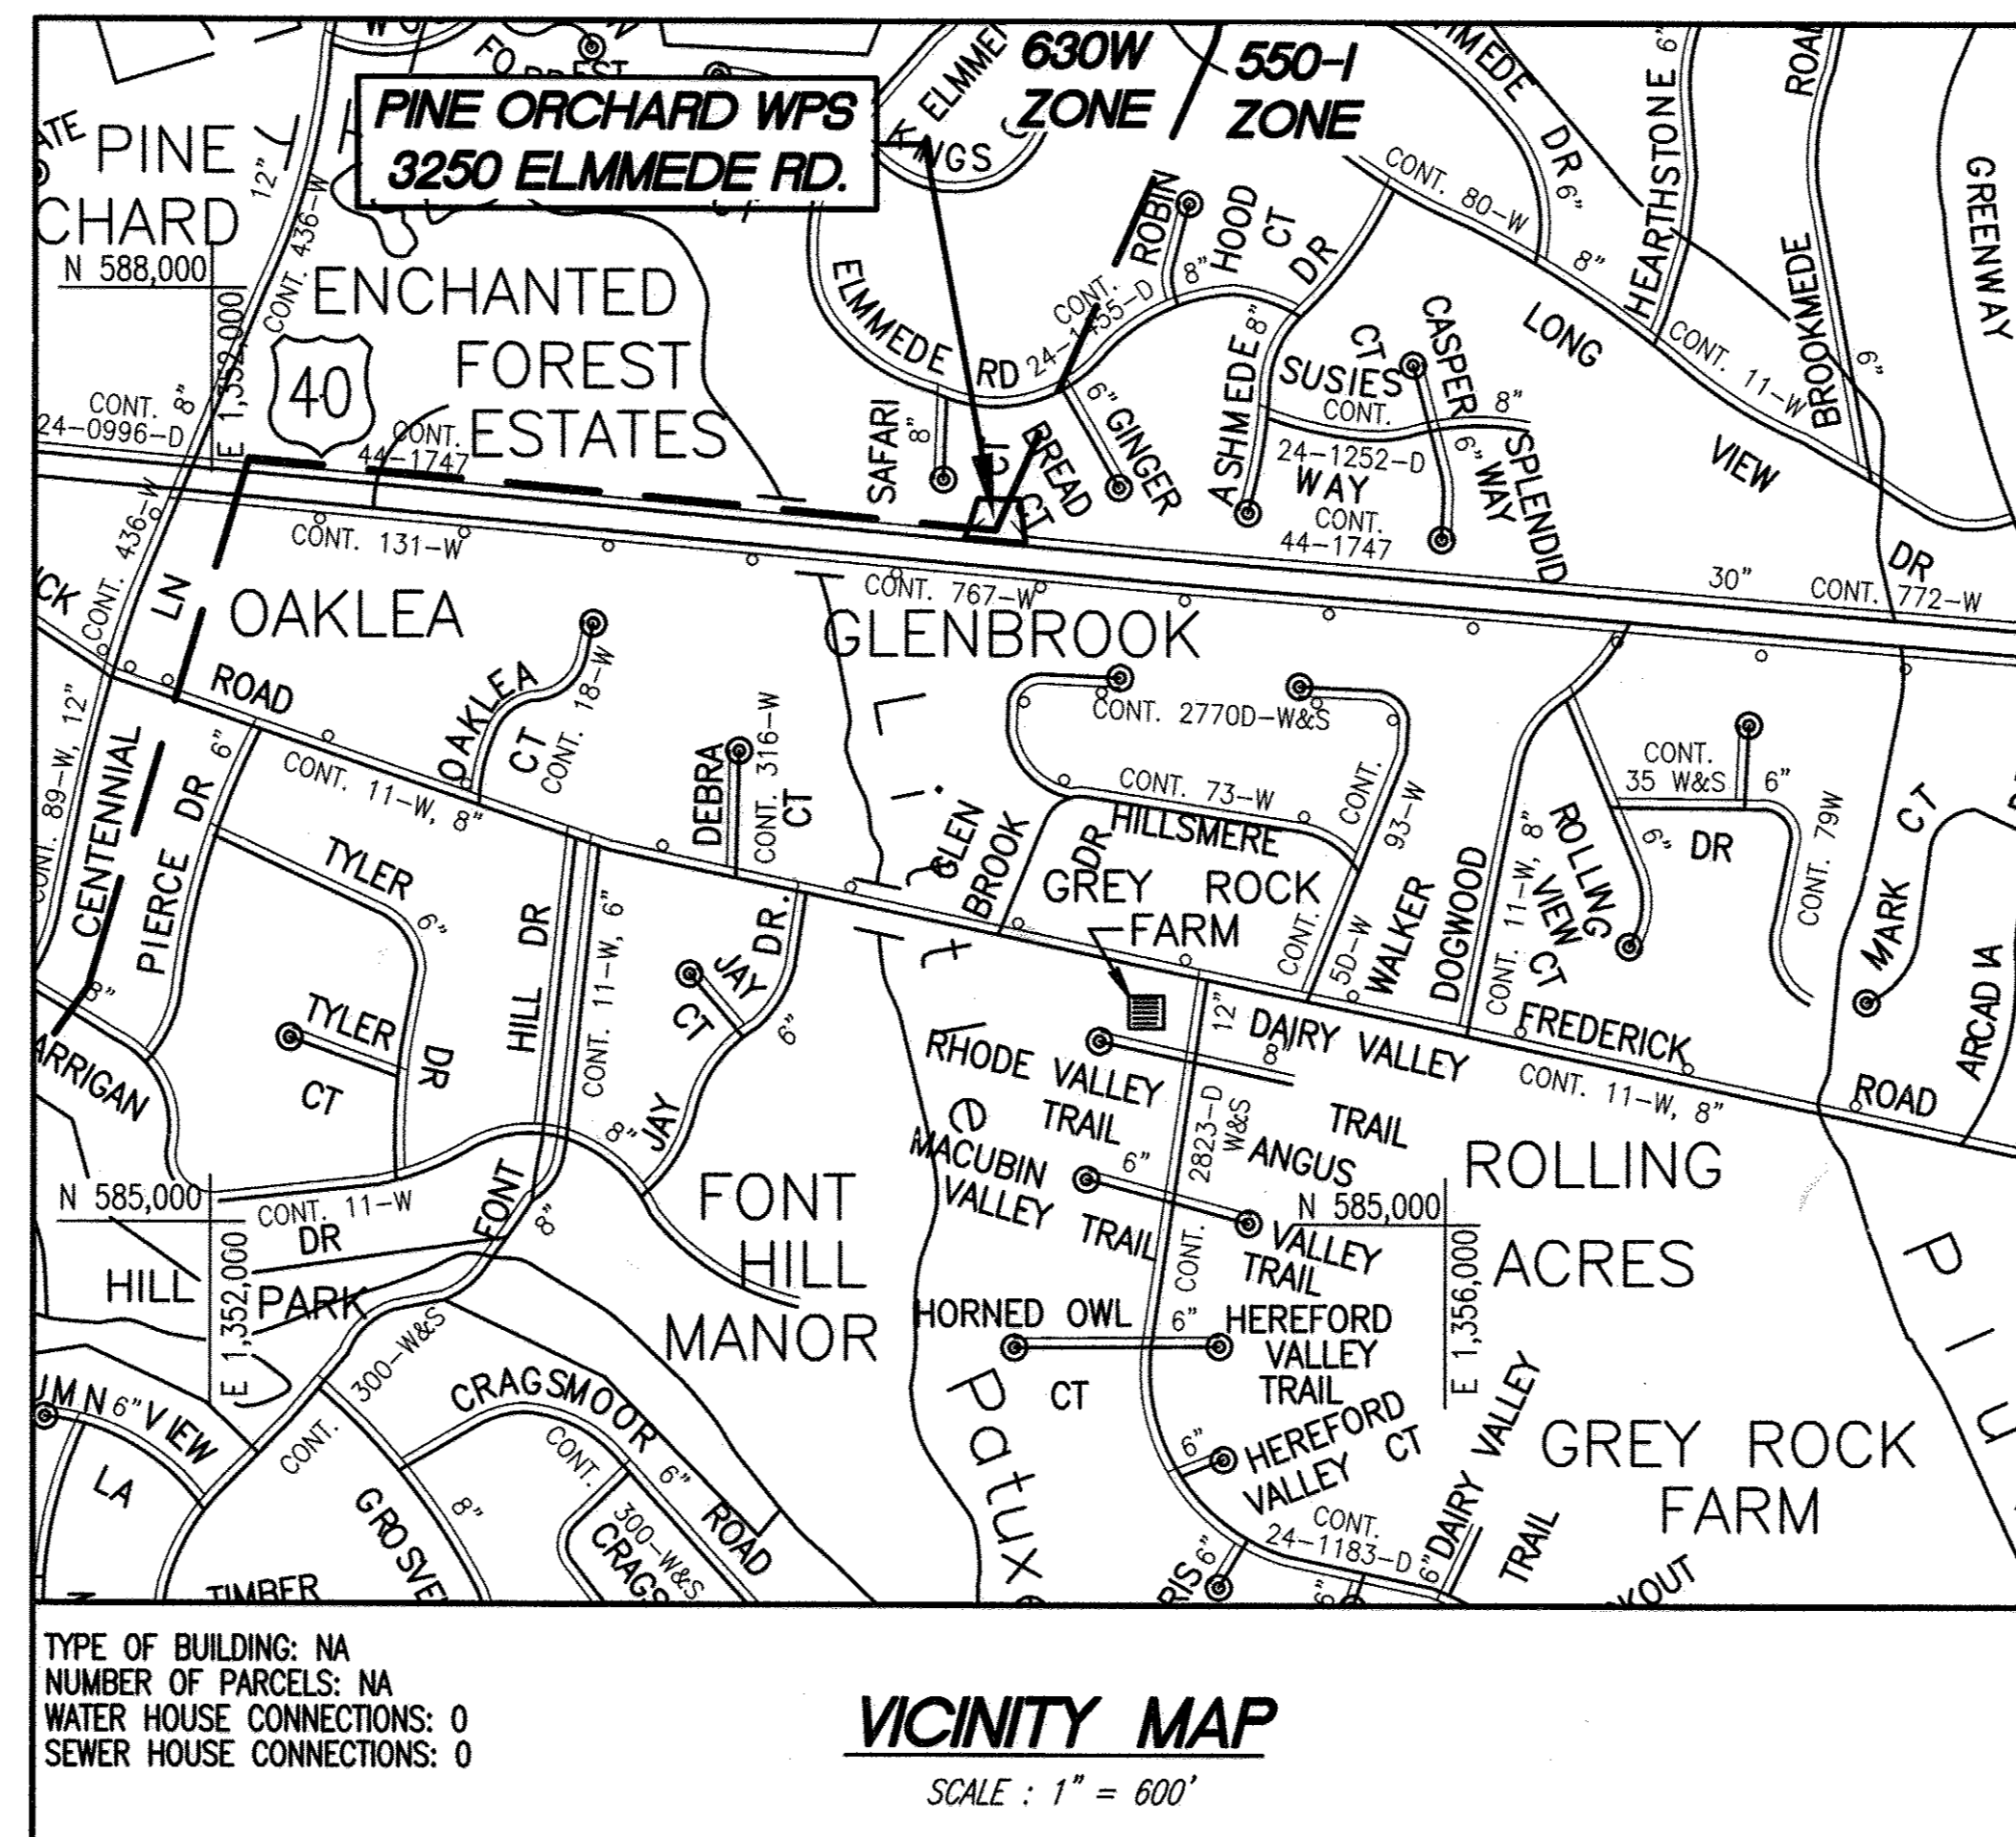 630W
ZONE
550-I
ZONE
PINE ORCHARD WPS
3250 ELMMEDE RD.
PINE
CHARD
N 588,000
E 1,352,000
12"
CONT. 436-W
ENCHANTED
FOREST
ESTATES
40
CONT. 8"
24-0996-D
CONT.
44-1747
ELMMEDE RD
KINGS
ROBIN
HOOD
CT
8"
CONT.
24-1455-D
DR
ASHMEDE 8"
SAFARI
8"
CT
6" GINGER
BREAD
CT
SUSIES
CT
CONT.
24-1252-D
WAY
CASPER
8"
6" WAY
SPLENDID
CONT.
44-1747
CONT. 80-W
DR 6"
8"
HEARTHSTONE 6"
LONG
VIEW
DR
CONT. 11-W
BROOKMEDE
6"
GREENWAY
CONT. 131-W
CONT. 767-W
30"
CONT. 772-W
CONT. 436-W
LN
OAKLEA
GLENBROOK
ROAD
OAKLEA
CT
CONT. 18-W
CONT. 89-W, 12"
CENTENNIAL
PIERCE DR 6"
CONT. 11-W, 8"
DEBRA
CT
CONT. 316-W
CONT. 2770D-W&S
CONT. 73-W
HILLSMERE
DR
GLEN
BROOK
CONT.
93-W
GREY ROCK
FARM
CONT.
5D-W
WALKER
DOGWOOD
CONT. 11-W, 8"
ROLLING
VIEW
CT
CONT.
35 W&S
6"
6"
DR
CONT. 79W
MARK CT
ARCADIA
TYLER
6"
TYLER
CT
DR
HILL DR
CONT. 11-W, 6"
JAY
CT
JAY DR.
6"
8"
8"
Little
Patuxe
12"
DAIRY VALLEY
TRAIL
8"
FREDERICK
ROAD
CONT. 11-W, 8"
RHODE VALLEY
TRAIL
MACUBIN
VALLEY TRAIL
6"
2823-D
W&S
CONT.
ANGUS
VALLEY
TRAIL
ROLLING
ACRES
N 585,000
E 1,356,000
N 585,000
E 1,352,000
CONT. 11-W
DR
FONT
8"
HILL
PARK
FONT
HILL
MANOR
JAY
HORNED OWL
CT
6"
HEREFORD
VALLEY
TRAIL
HEREFORD
VALLEY CT
6"
DAIRY VALLEY
TRAIL
6"
GREY ROCK
FARM
CONT.
24-1183-D
6"
6"
CONT.
300-W&S
6" VIEW
LA
TIMBER
CRAGSMOOR
ROAD
6"
CONT.
300-W&S
8"
TYPE OF BUILDING: NA
NUMBER OF PARCELS: NA
WATER HOUSE CONNECTIONS: 0
SEWER HOUSE CONNECTIONS: 0
VICINITY MAP
SCALE : 1" = 600'